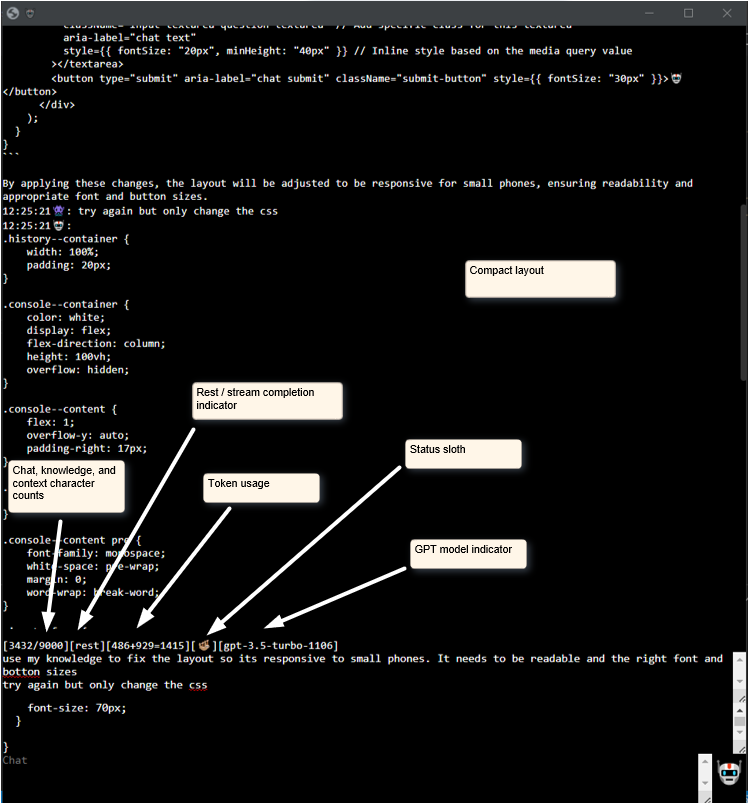 className="input textarea question-textarea" // Add specific class for this textarea
aria-label="chat text"
style={{ fontSize: "20px", minHeight: "40px" }} // Inline style based on the media query value
></textarea>
<button type="submit" aria-label="chat submit" className="submit-button" style={{ fontSize: "30px" }}>🤖
</button>
</div>
);
}
}
```
By applying these changes, the layout will be adjusted to be responsive for small phones, ensuring readability and
appropriate font and button sizes.
12:25:21👾: try again but only change the css
12:25:21🤖:
.history--container {
width: 100%;
padding: 20px;
}
Compact layout
.console--container {
color: white;
display: flex;
flex-direction: column;
height: 100vh;
overflow: hidden;
}
Rest / stream completion
indicator
.console--content {
flex: 1;
overflow-y: auto;
padding-right: 17px;
}
Status sloth
Chat, knowledge, and
context character
counts
Token usage
}
.console--content pre {
font-family: monospace;
white-space: pre-wrap;
margin: 0;
word-wrap: break-word;
}
GPT model indicator
[3432/9000][rest][486+929=1415][🦥][gpt-3.5-turbo-1106]
use my knowledge to fix the layout so its responsive to small phones. It needs to be readable and the right font and
botton sizes
try again but only change the css
font-size: 70px;
}
}
Chat